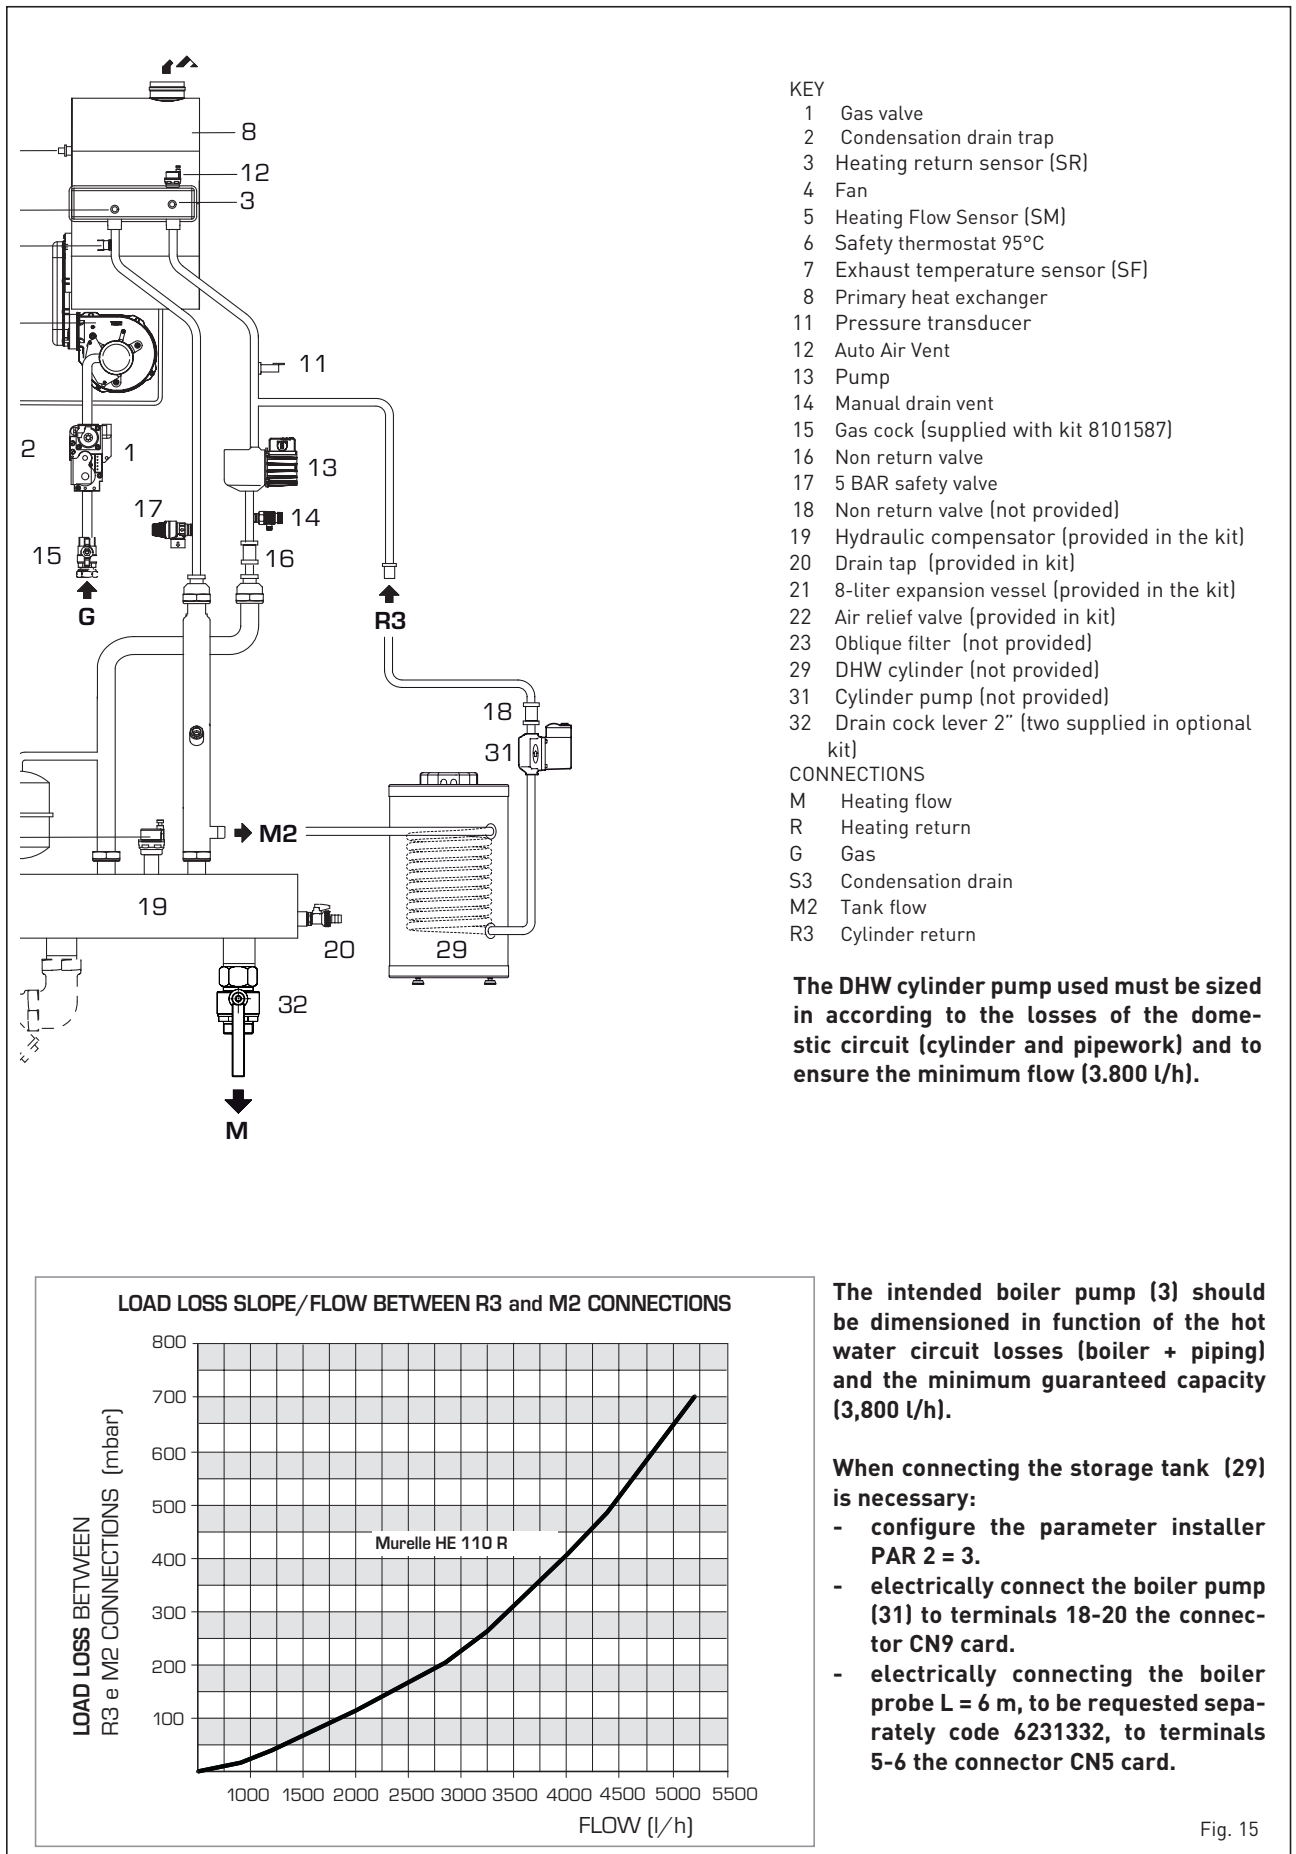 8
12
3
11
2
1
13
17
14
15
16
G
R3
18
31
M2
19
20
29
32
M
KEY
1 Gas valve
2 Condensation drain trap
3 Heating return sensor (SR)
4 Fan
5 Heating Flow Sensor (SM)
6 Safety thermostat 95°C
7 Exhaust temperature sensor (SF)
8 Primary heat exchanger
11 Pressure transducer
12 Auto Air Vent
13 Pump
14 Manual drain vent
15 Gas cock (supplied with kit 8101587)
16 Non return valve
17 5 BAR safety valve
18 Non return valve (not provided)
19 Hydraulic compensator (provided in the kit)
20 Drain tap (provided in kit)
21 8-liter expansion vessel (provided in the kit)
22 Air relief valve (provided in kit)
23 Oblique filter (not provided)
29 DHW cylinder (not provided)
31 Cylinder pump (not provided)
32 Drain cock lever 2” (two supplied in optional
kit)
CONNECTIONS
M Heating flow
R Heating return
G Gas
S3 Condensation drain
M2 Tank flow
R3 Cylinder return
The DHW cylinder pump used must be sized
in according to the losses of the dome-
stic circuit (cylinder and pipework) and to
ensure the minimum flow (3.800 l/h).
LOAD LOSS SLOPE/FLOW BETWEEN R3 and M2 CONNECTIONS
800
700
600
500
400
300
200
100
LOAD LOSS BETWEEN
R3 e M2 CONNECTIONS (mbar)
Murelle HE 110 R
1000 1500 2000 2500 3000 3500 4000 4500 5000 5500
FLOW (l/h)
The intended boiler pump (3) should
be dimensioned in function of the hot
water circuit losses (boiler + piping)
and the minimum guaranteed capacity
(3,800 l/h).
When connecting the storage tank (29)
is necessary:
- configure the parameter installer
PAR 2 = 3.
- electrically connect the boiler pump
(31) to terminals 18-20 the connec-
tor CN9 card.
- electrically connecting the boiler
probe L = 6 m, to be requested sepa-
rately code 6231332, to terminals
5-6 the connector CN5 card.
Fig. 15